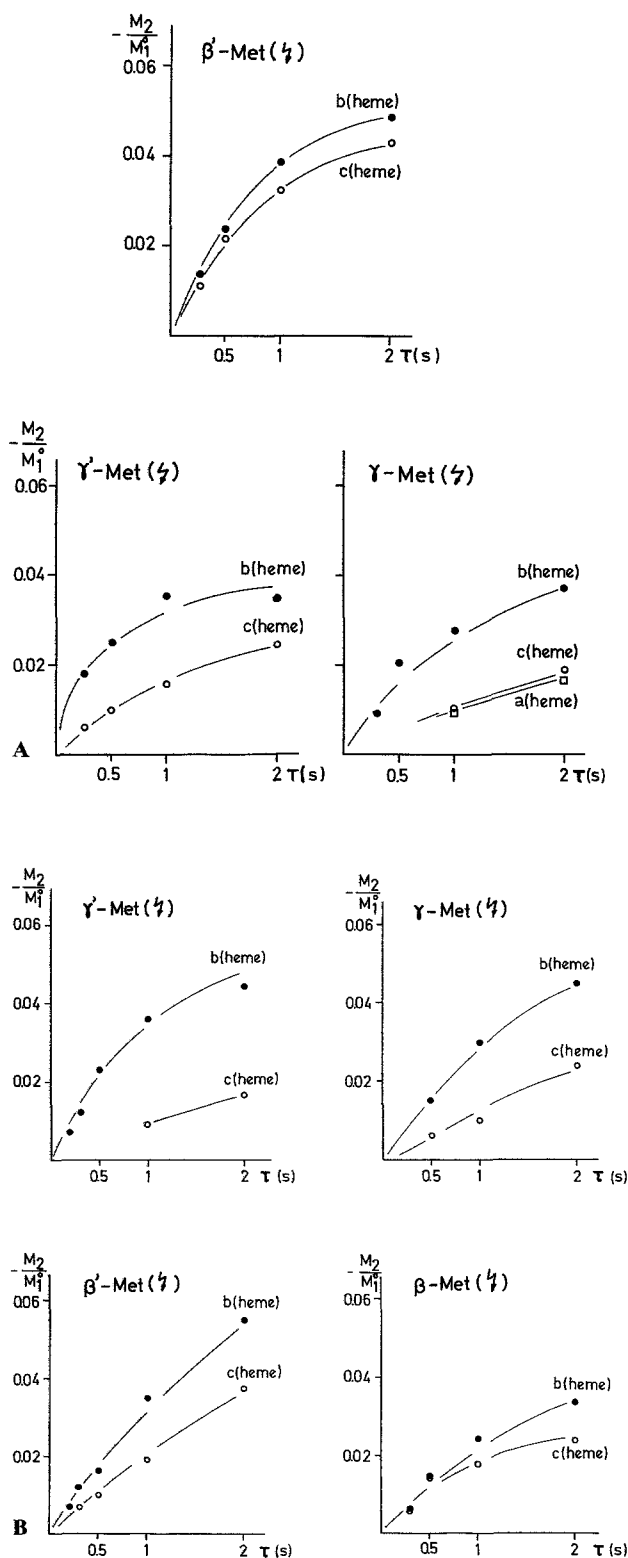 - M₂/M₁° β'-Met(ϟ)
0.06
0.04
0.02
b(heme)
c(heme)
0.5 1 2 τ(s)
- M₂/M₁° γ'-Met(ϟ) γ-Met(ϟ)
0.06
0.04
0.02
b(heme) b(heme)
c(heme) c(heme)
a(heme)
A
0.5 1 2 τ(s) 0.5 1 2 τ(s)
- M₂/M₁° γ'-Met(ϟ) - M₂/M₁° γ-Met(ϟ)
0.06 0.06
0.04 0.04
0.02 0.02
b(heme) b(heme)
c(heme) c(heme)
0.5 1 2 τ (s) 0.5 1 2 τ (s)
- M₂/M₁° β'-Met(ϟ) - M₂/M₁° β-Met(ϟ)
0.06 0.06
0.04 0.04
0.02 0.02
b(heme) b(heme)
c(heme) c(heme)
B
0.5 1 2 τ(s) 0.5 1 2 τ(s)